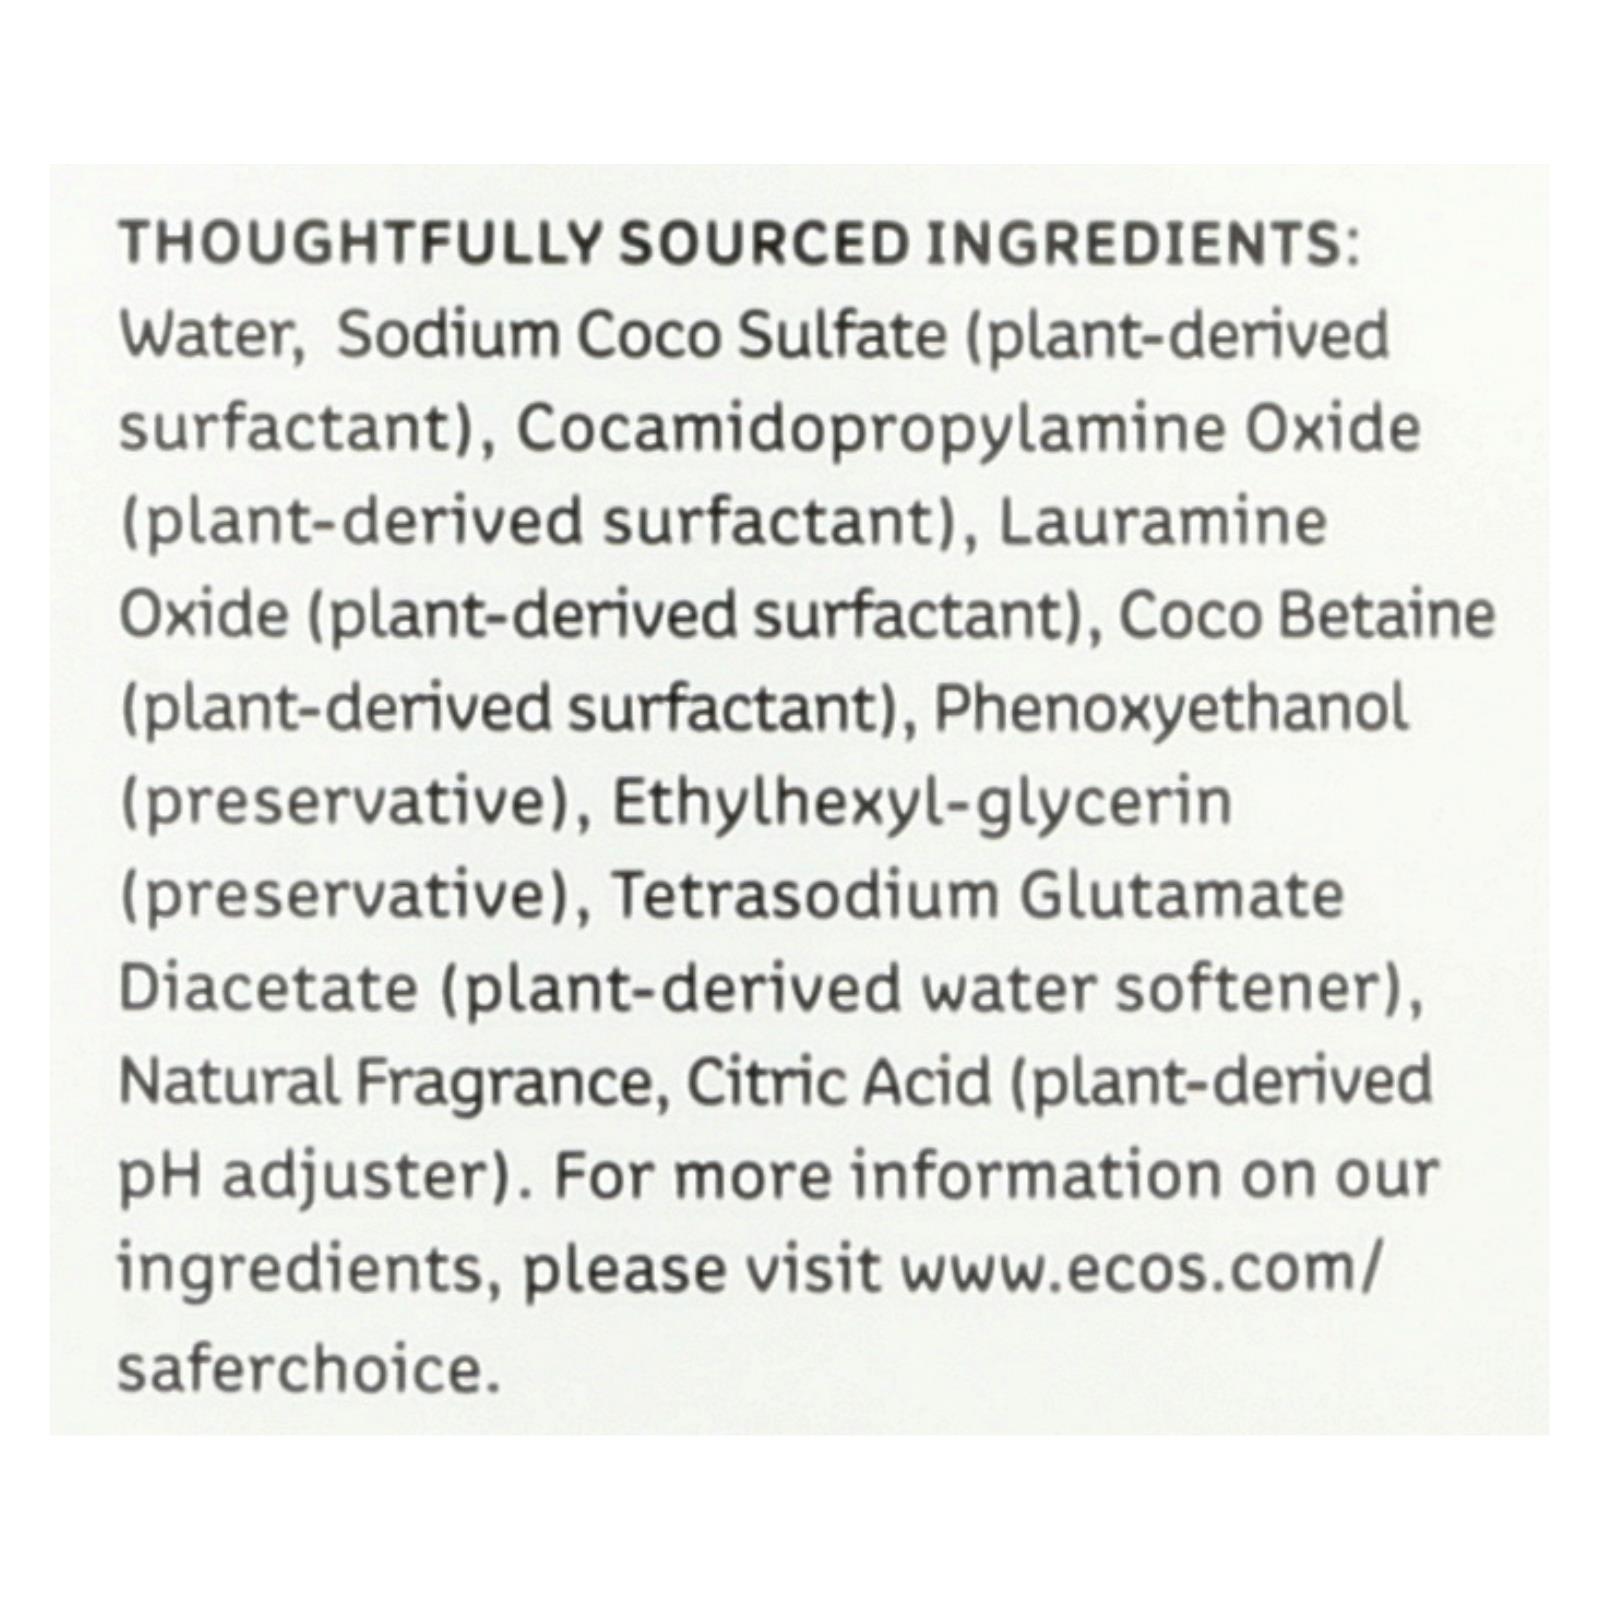 THOUGHTFULLY SOURCED INGREDIENTS:
Water, Sodium Coco Sulfate (plant-derived
surfactant), Cocamidopropylamine Oxide
(plant-derived surfactant), Lauramine
Oxide (plant-derived surfactant), Coco Betaine
(plant-derived surfactant), Phenoxyethanol
(preservative), Ethylhexyl-glycerin
(preservative), Tetrasodium Glutamate
Diacetate (plant-derived water softener),
Natural Fragrance, Citric Acid (plant-derived
pH adjuster). For more information on our
ingredients, please visit www.ecos.com/
saferchoice.